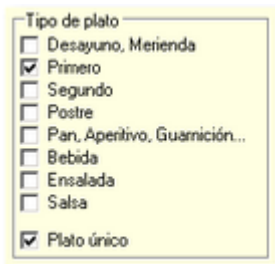 Tipo de plato
Desayuno, Merienda
Primero
Segundo
Postre
Pan, Aperitivo, Guarnición...
Bebida
Ensalada
Salsa
Plato único